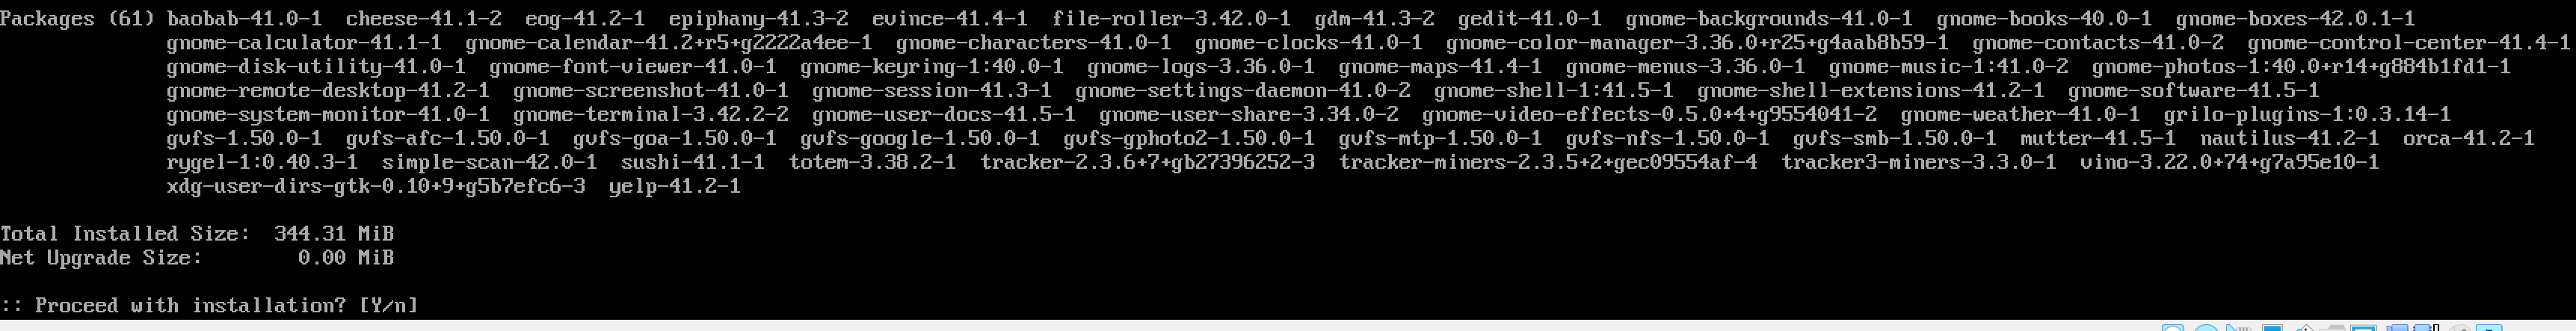 Packages (61) baobab-41.0-1 cheese-41.1-2 eog-41.2-1 epiphany-41.3-2 evince-41.4-1 file-roller-3.42.0-1 gdm-41.3-2 gedit-41.0-1 gnome-backgrounds-41.0-1 gnome-books-40.0-1 gnome-boxes-42.0.1-1
gnome-calculator-41.1-1 gnome-calendar-41.2+r5+g2222a4ee-1 gnome-characters-41.0-1 gnome-clocks-41.0-1 gnome-color-manager-3.36.0+r25+g4aab8b59-1 gnome-contacts-41.0-2 gnome-control-center-41.4-1
gnome-disk-utility-41.0-1 gnome-font-viewer-41.0-1 gnome-keyring-1:40.0-1 gnome-logs-3.36.0-1 gnome-maps-41.4-1 gnome-menus-3.36.0-1 gnome-music-1:41.0-2 gnome-photos-1:40.0+r14+g884b1fd1-1
gnome-remote-desktop-41.2-1 gnome-screenshot-41.0-1 gnome-session-41.3-1 gnome-settings-daemon-41.0-2 gnome-shell-1:41.5-1 gnome-shell-extensions-41.2-1 gnome-software-41.5-1
gnome-system-monitor-41.0-1 gnome-terminal-3.42.2-2 gnome-user-docs-41.5-1 gnome-user-share-3.34.0-2 gnome-video-effects-0.5.0+4+g9554041-2 gnome-weather-41.0-1 grilo-plugins-1:0.3.14-1
gvfs-1.50.0-1 gvfs-afc-1.50.0-1 gvfs-goa-1.50.0-1 gvfs-google-1.50.0-1 gvfs-gphoto2-1.50.0-1 gvfs-mtp-1.50.0-1 gvfs-nfs-1.50.0-1 gvfs-smb-1.50.0-1 mutter-41.5-1 nautilus-41.2-1 orca-41.2-1
rygel-1:0.40.3-1 simple-scan-42.0-1 sushi-41.1-1 totem-3.38.2-1 tracker-2.3.6+7+gb27396252-3 tracker-miners-2.3.5+2+gec09554af-4 tracker3-miners-3.3.0-1 vino-3.22.0+74+g7a95e10-1
xdg-user-dirs-gtk-0.10+9+g5b7efc6-3 yelp-41.2-1
Total Installed Size: 344.31 MiB
Net Upgrade Size: 0.00 MiB
:: Proceed with installation? [Y/n]